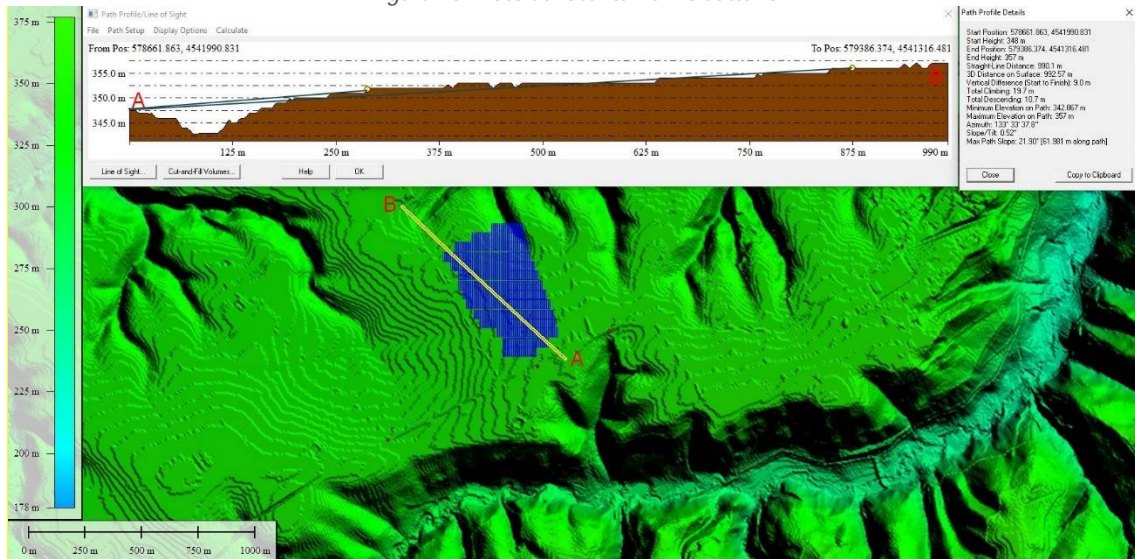 375 m
350 m
325 m
300 m
275 m
250 m
225 m
200 m
178 m
Path Profile/Line of Sight
File Path Setup Display Options Calculate
From Pos: 578661.863, 4541990.831
To Pos: 579386.374, 4541316.481
355.0 m
350.0 m
345.0 m
A
B
125 m 250 m 375 m 500 m 625 m 750 m 875 m 990 m
Line of Sight... Cut-and-Fill Volumes... Help OK
Path Profile Details
Start Position: 578661.863, 4541990.831
Start Height: 348 m
End Position: 579386.374, 4541316.481
End Height: 357 m
Straight-Line Distance: 990.1 m
3D Distance on Surface: 992.57 m
Vertical Difference (Start to Finish): 9.0 m
Total Climbing: 19.7 m
Total Descending: 10.7 m
Minimum Elevation on Path: 342.867 m
Maximum Elevation on Path: 357 m
Azimuth: 133° 33' 37.8"
Slope/Tilt: 0.52°
Max Path Slope: 21.90° [61.981 m along path]
Close Copy to Clipboard
B
A
0 m 250 m 500 m 750 m 1000 m